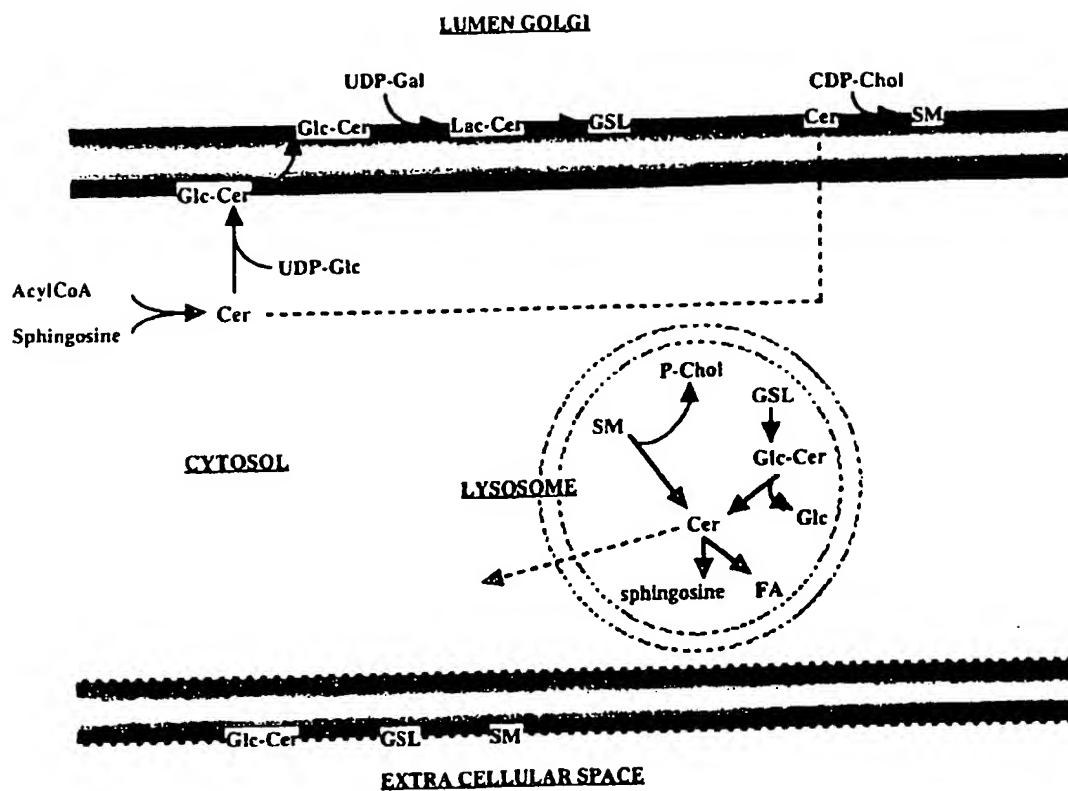 LUMEN GOLGI
UDP-Gal
CDP-Chol
Glc-Cer
Lac-Cer
GSL
Cer
SM
Glc-Cer
UDP-Glc
AcylCoA
Cer
Sphingosine
P-Chol
GSL
SM
Glc-Cer
CYTOSOL
LYSOSOME
Glc
Cer
sphingosine
FA
Glc-Cer
GSL
SM
EXTRA CELLULAR SPACE